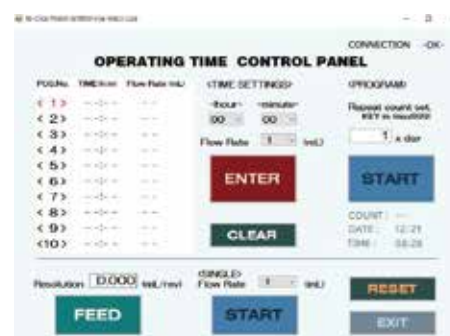 CONNECTION -OK-
OPERATING TIME CONTROL PANEL
POS.No. TIME h:m Flow Rate (mL) <TIME SETTINGS> <PROGRAM>
< 1> --:-- --
< 2> --:-- --
< 3> --:-- --
< 4> --:-- --
< 5> --:-- --
< 6> --:-- --
< 7> --:-- --
< 8> --:-- --
< 9> --:-- --
<10> --:-- --
-hour- -minute-
00 00
Flow Rate 1 (mL)
ENTER
CLEAR
Repeat count set.
1 x day
START
COUNT : --
DATE : 12/21
TIME :
Resolution 0.000 (mL/rev)
FEED
<SINGLE>
Flow Rate 1 (mL)
START
RESET
EXIT